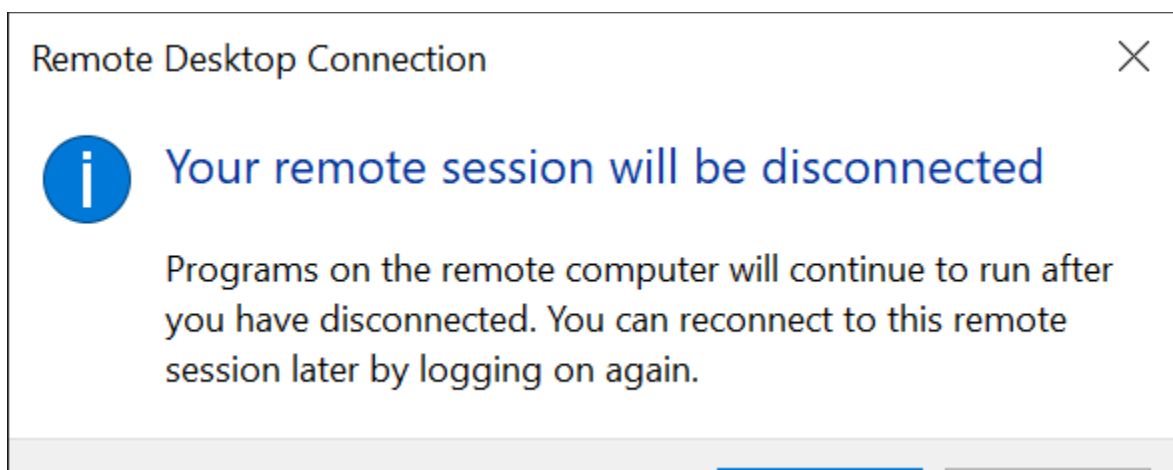 Remote Desktop Connection
Your remote session will be disconnected
Programs on the remote computer will continue to run after
you have disconnected. You can reconnect to this remote
session later by logging on again.